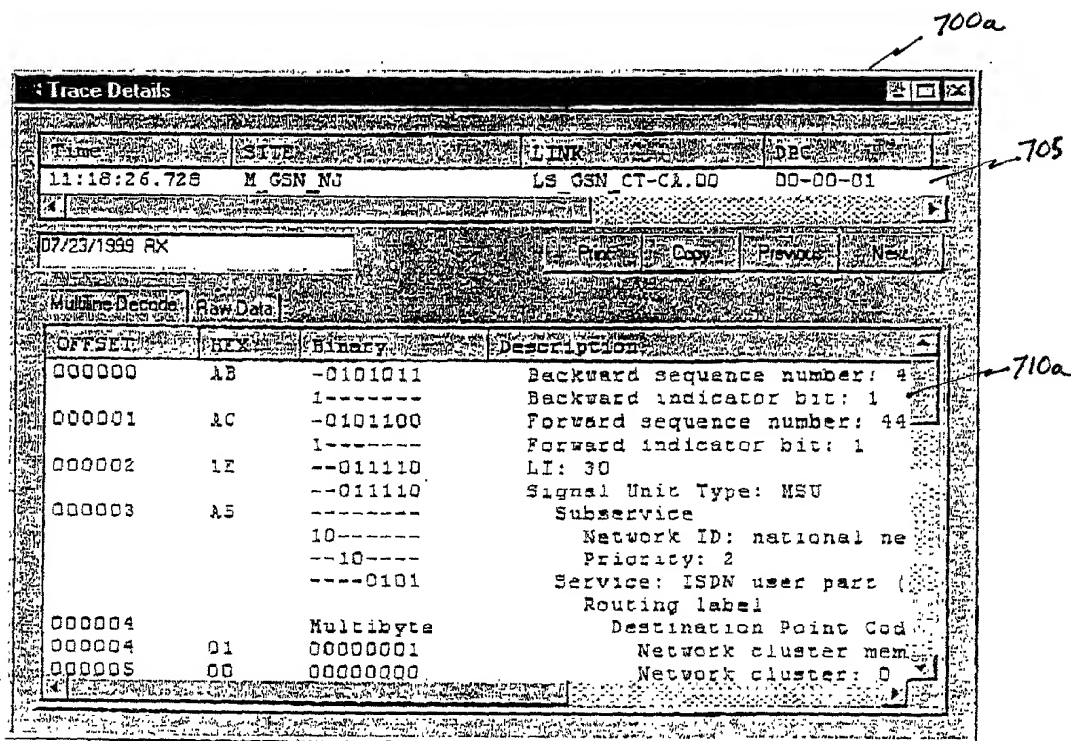 700a
Trace Details
Time SITE LINK DPC
11:18:26.728 M_GSN_NJ LS_GSN_CT-CA.00 00-00-01
705
07/23/1999 RX
Print Copy Previous Next
Multiline Decode Raw Data
OFFSET HEX Binary Description
000000 AB -0101011 Backward sequence number: 4
710a
1------- Backward indicator bit: 1
000001 AC -0101100 Forward sequence number: 44
1------- Forward indicator bit: 1
000002 1E --011110 LI: 30
--011110 Signal Unit Type: MSU
000003 A5 -------- Subservice
10------ Network ID: national ne
--10---- Priority: 2
----0101 Service: ISDN user part (
Routing label
000004 Multibyte Destination Point Cod
000004 01 00000001 Network cluster mem
000005 00 00000000 Network cluster: 0